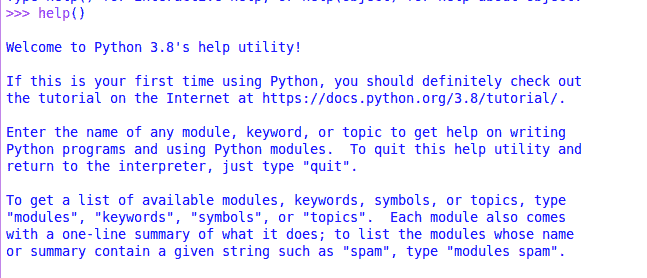 >>> help()
Welcome to Python 3.8's help utility!
If this is your first time using Python, you should definitely check out
the tutorial on the Internet at https://docs.python.org/3.8/tutorial/.
Enter the name of any module, keyword, or topic to get help on writing
Python programs and using Python modules.  To quit this help utility and
return to the interpreter, just type "quit".
To get a list of available modules, keywords, symbols, or topics, type
"modules", "keywords", "symbols", or "topics".  Each module also comes
with a one-line summary of what it does; to list the modules whose name
or summary contain a given string such as "spam", type "modules spam".